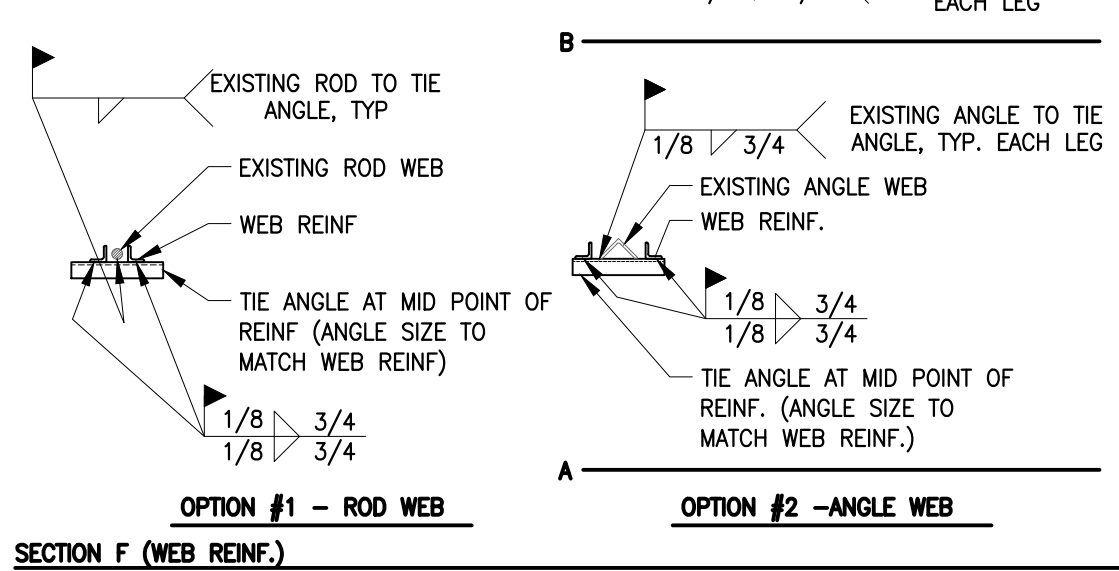 EACH LEG
B
EXISTING ROD TO TIE
ANGLE, TYP
EXISTING ROD WEB
WEB REINF
TIE ANGLE AT MID POINT OF
REINF (ANGLE SIZE TO
MATCH WEB REINF)
1/8 3/4
1/8 3/4
OPTION #1 - ROD WEB
EXISTING ANGLE TO TIE
ANGLE, TYP. EACH LEG
1/8 3/4
EXISTING ANGLE WEB
WEB REINF.
1/8 3/4
1/8 3/4
TIE ANGLE AT MID POINT OF
REINF. (ANGLE SIZE TO
MATCH WEB REINF.)
A
OPTION #2 -ANGLE WEB
SECTION F (WEB REINF.)